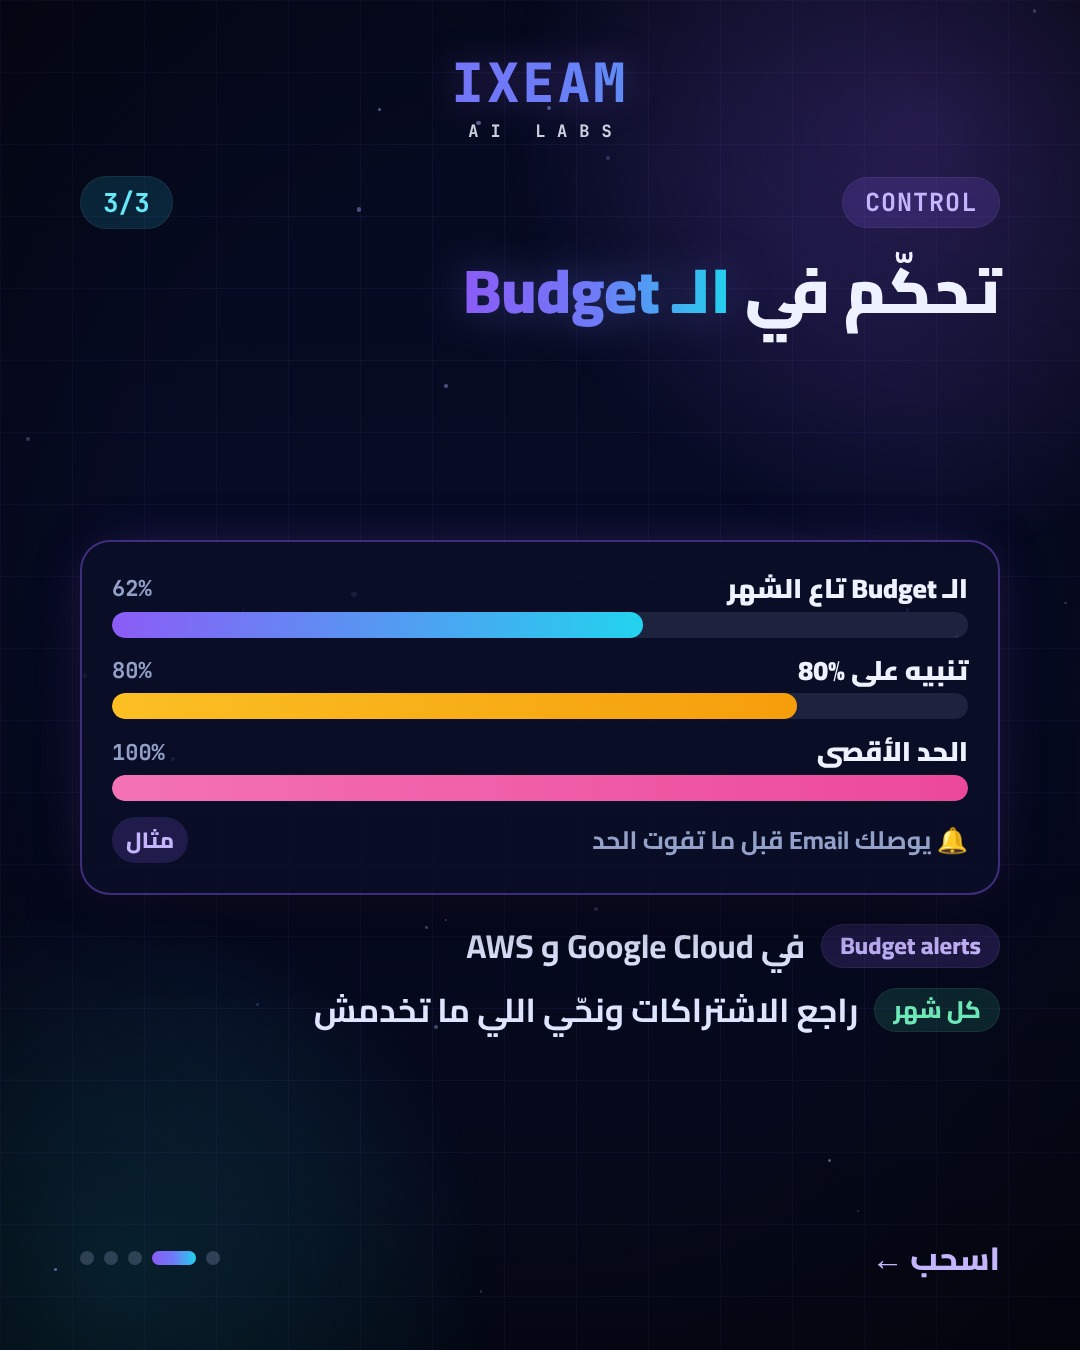 IXEAM
AI LABS
CONTROL
3/3
تحكّم في الـ Budget
الـ Budget تاع الشهر 62%
تنبيه على 80% 80%
الحد الأقصى 100%
🔔 يوصلك Email قبل ما تفوت الحد
مثال
Budget alerts في Google Cloud و AWS
كل شهر راجع الاشتراكات ونحّي اللي ما تخدمش
اسحب ←